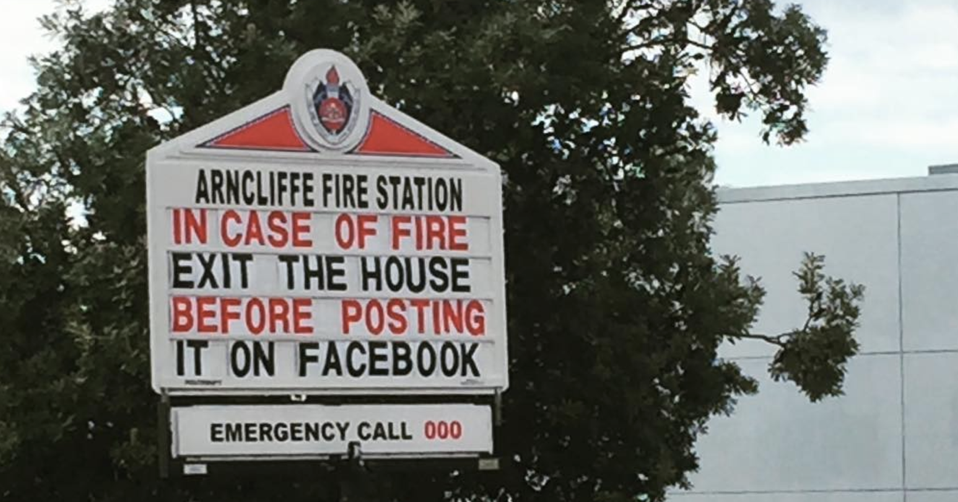 ARNCLIFFE FIRE STATION
IN CASE OF FIRE
EXIT THE HOUSE
BEFORE POSTING
IT ON FACEBOOK
EMERGENCY CALL 000